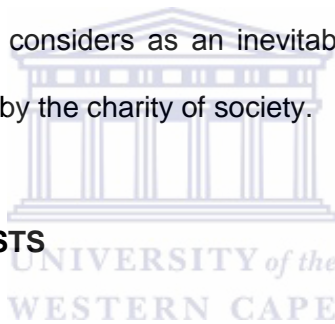 considers as an inevitab
by the charity of society.
STS
UNIVERSITY of the
WESTERN CAPE